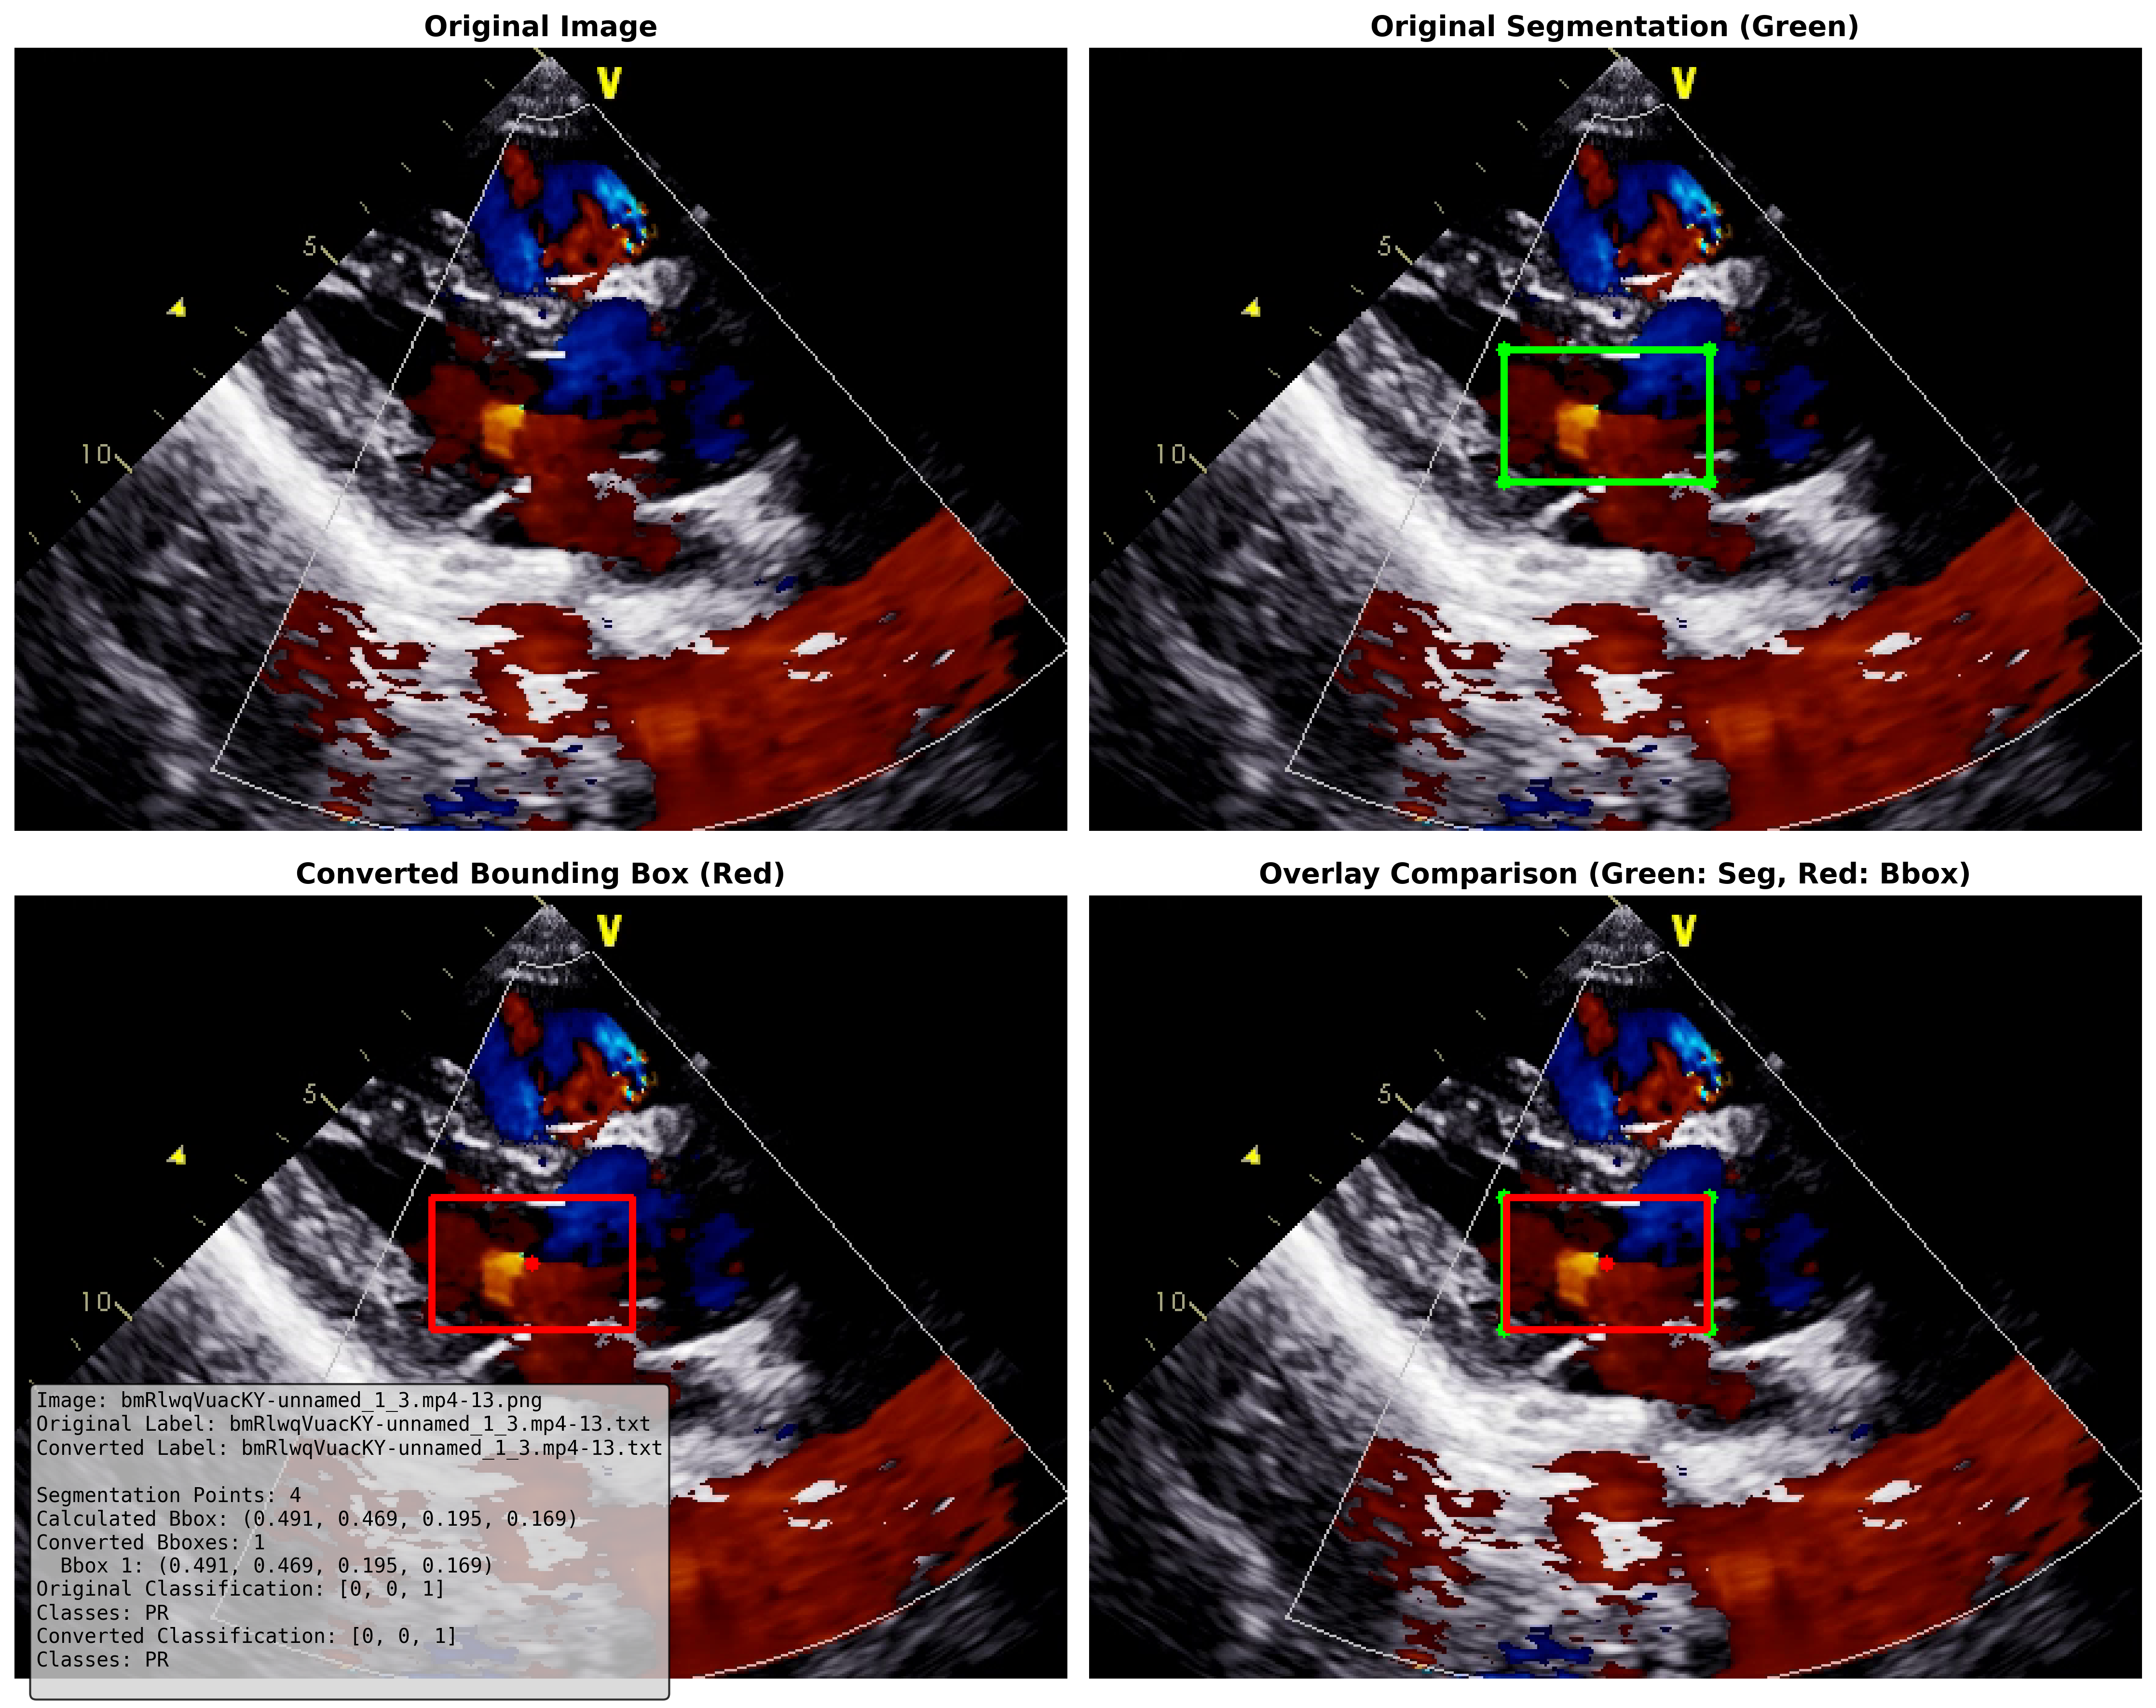 Original Image
Original Segmentation (Green)
V
5
10
V
5
10
Converted Bounding Box (Red)
Overlay Comparison (Green: Seg, Red: Bbox)
V
5
10
V
5
10
Image: bmRlwqVuacKY-unnamed_1_3.mp4-13.png
Original Label: bmRlwqVuacKY-unnamed_1_3.mp4-13.txt
Converted Label: bmRlwqVuacKY-unnamed_1_3.mp4-13.txt
Segmentation Points: 4
Calculated Bbox: (0.491, 0.469, 0.195, 0.169)
Converted Bboxes: 1
Bbox 1: (0.491, 0.469, 0.195, 0.169)
Original Classification: [0, 0, 1]
Classes: PR
Converted Classification: [0, 0, 1]
Classes: PR